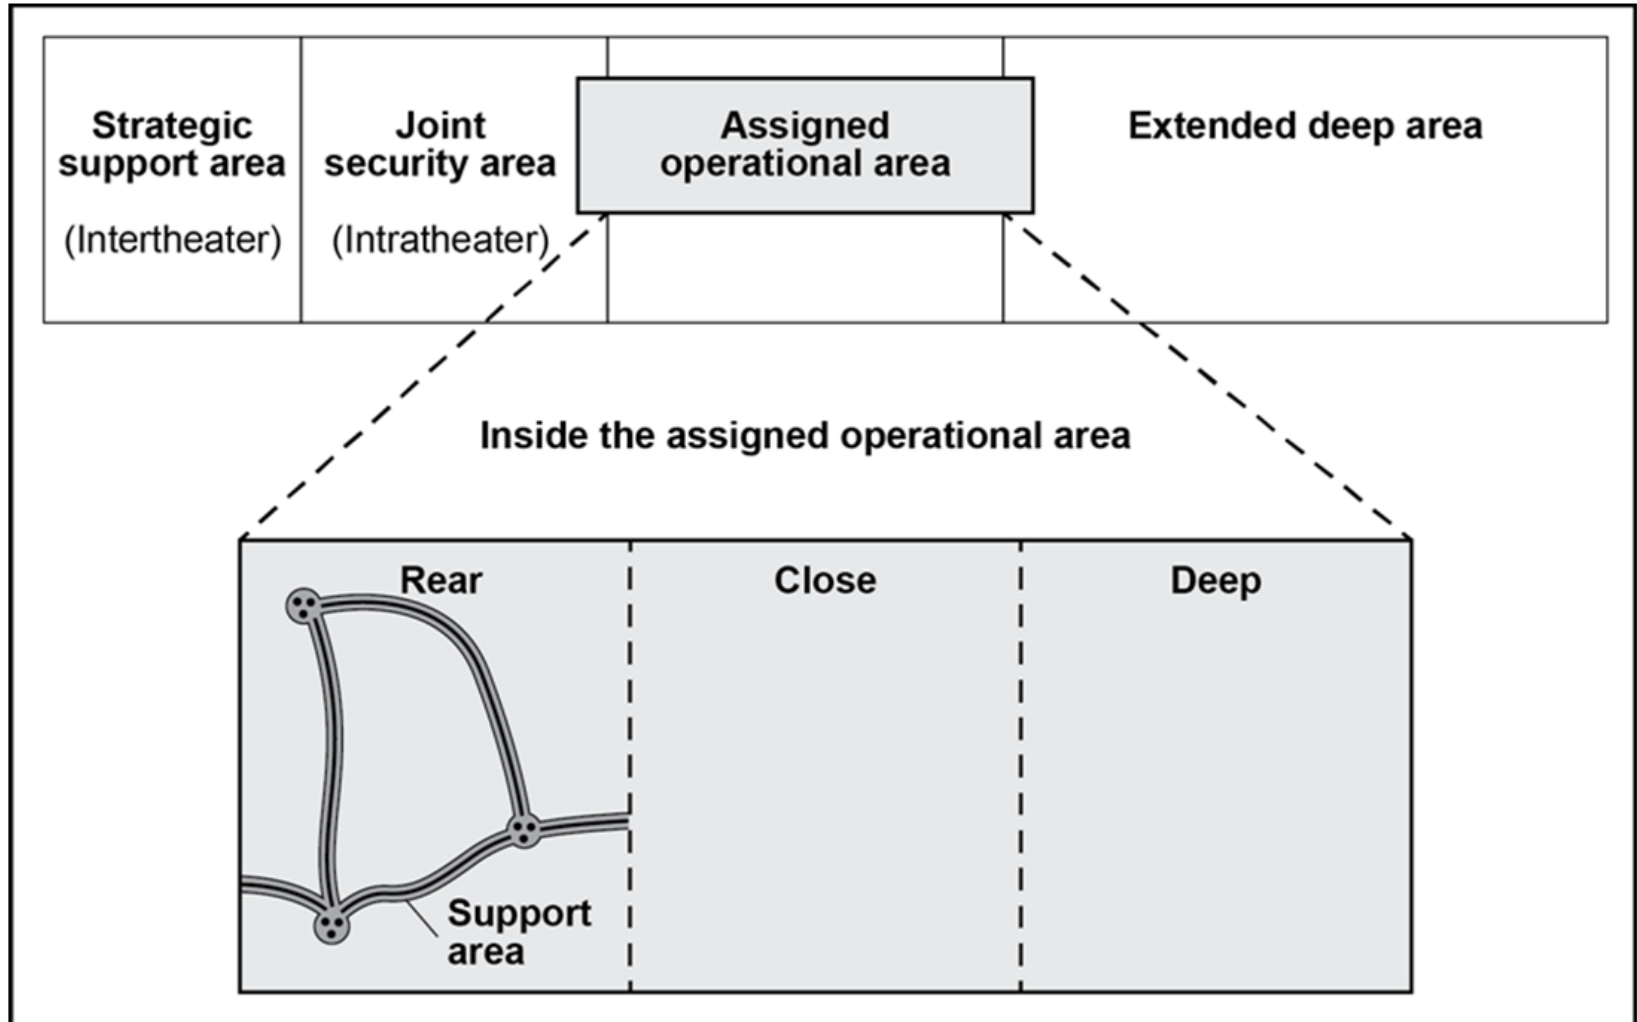 Strategic
support area
(Intertheater)
Joint
security area
(Intratheater)
Assigned
operational area
Extended deep area
Inside the assigned operational area
Rear
Close
Deep
Support
area